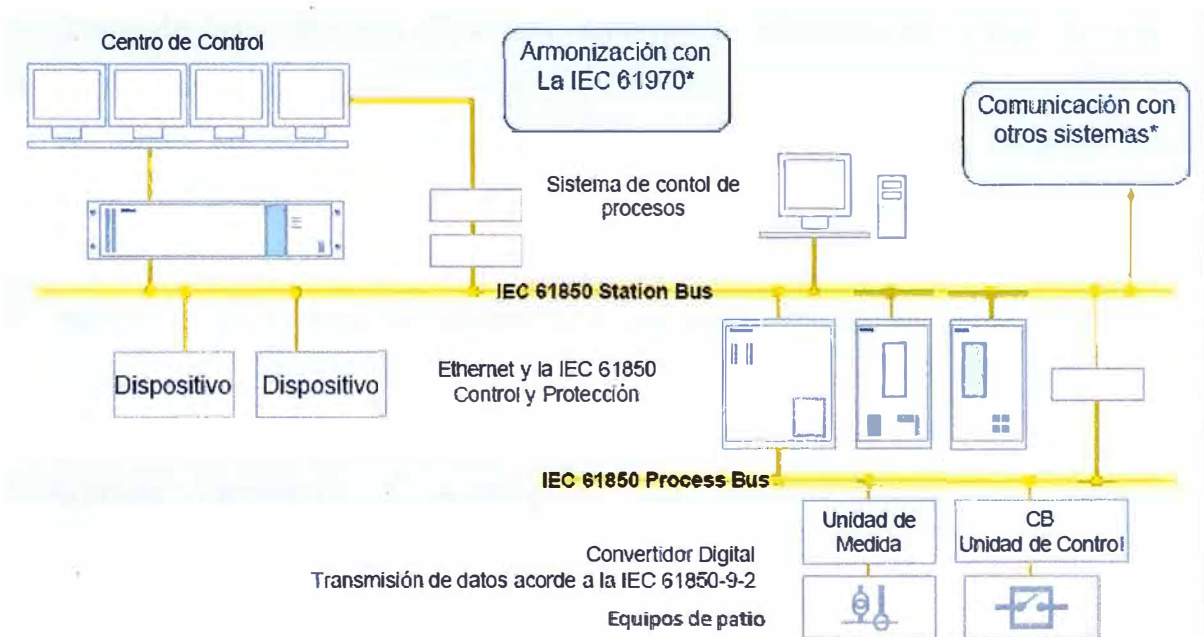 Centro de Control
Armonización con
La IEC 61970*
Comunicación con
otros sistemas*
Sistema de contol de
procesos
IEC 61850 Station Bus
Dispositivo
Dispositivo
Ethernet y la IEC 61850
Control y Protección
IEC 61850 Process Bus
Unidad de
Medida
CB
Unidad de Control
Convertidor Digital
Transmisión de datos acorde a la IEC 61850-9-2
Equipos de patio